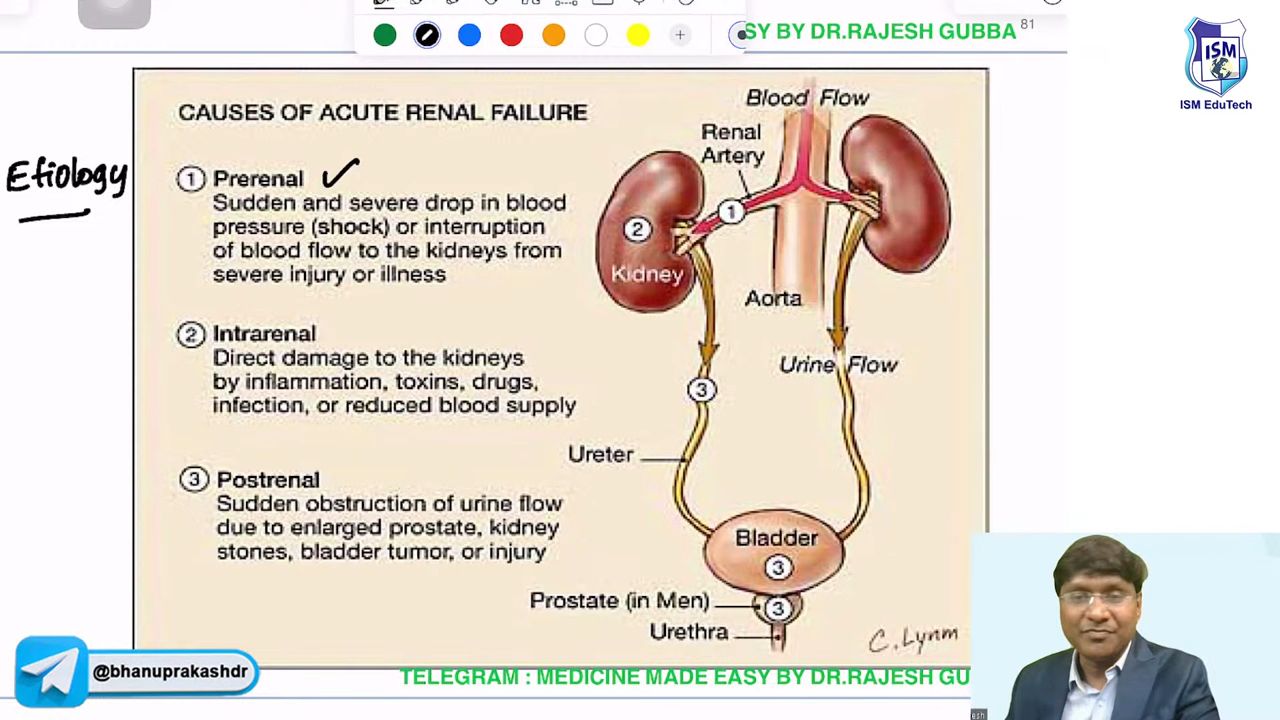 SY BY DR.RAJESH GUBBA
81
ISM
ISM EduTech
Etiology
CAUSES OF ACUTE RENAL FAILURE
1 Prerenal
Sudden and severe drop in blood
pressure (shock) or interruption
of blood flow to the kidneys from
severe injury or illness
2 Intrarenal
Direct damage to the kidneys
by inflammation, toxins, drugs,
infection, or reduced blood supply
3 Postrenal
Sudden obstruction of urine flow
due to enlarged prostate, kidney
stones, bladder tumor, or injury
Blood Flow
Renal
Artery
1
2
Kidney
Aorta
Urine Flow
3
Ureter
Bladder
3
Prostate (in Men)
3
Urethra
C. Lynm
@bhanuprakashdr
TELEGRAM : MEDICINE MADE EASY BY DR.RAJESH GU
esh